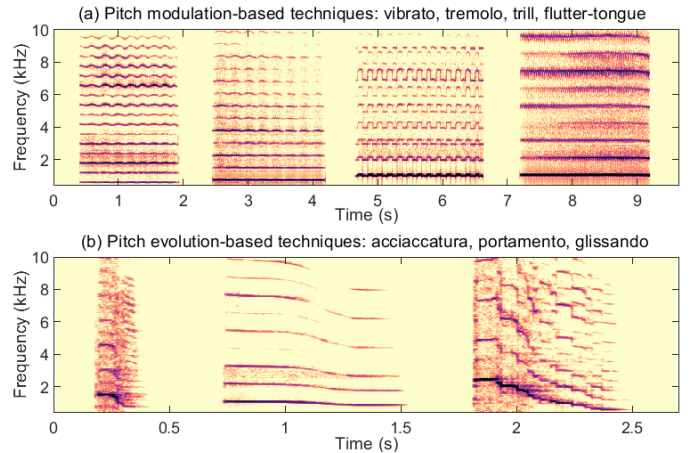 (a) Pitch modulation-based techniques: vibrato, tremolo, trill, flutter-tongue
10
8
6
4
2
Frequency (kHz)
0 1 2 3 4 5 6 7 8 9
Time (s)
(b) Pitch evolution-based techniques: acciaccatura, portamento, glissando
10
8
6
4
2
Frequency (kHz)
0 0.5 1 1.5 2 2.5
Time (s)